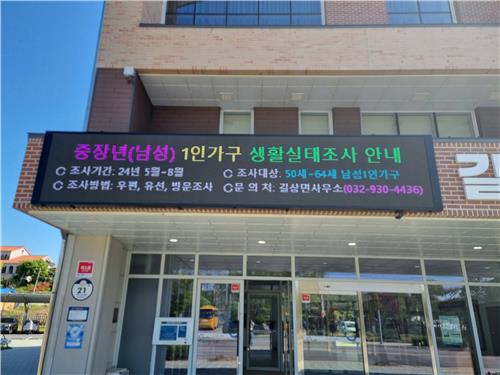 중장년(남성) 1인가구 생활실태조사 안내
조사기간: 24년 5월~8월
조사대상: 50세~64세 남성1인가구
조사방법: 우편, 유선, 방문조사
문 의 처: 길상면사무소(032-930-4436)
길
21